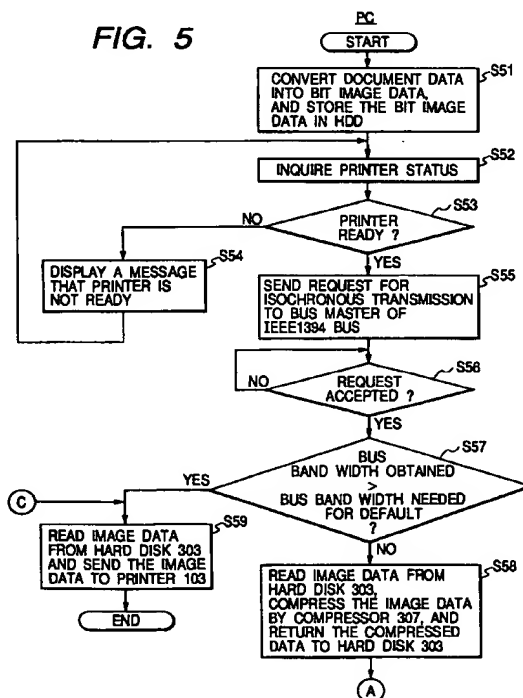 FIG. 5
PC
START
S51
CONVERT DOCUMENT DATA
INTO BIT IMAGE DATA,
AND STORE THE BIT IMAGE
DATA IN HDD
S52
INQUIRE PRINTER STATUS
S53
NO
PRINTER
READY ?
YES
S54
DISPLAY A MESSAGE
THAT PRINTER IS
NOT READY
S55
SEND REQUEST FOR
ISOCHRONOUS TRANSMISSION
TO BUS MASTER OF
IEEE1394 BUS
S56
NO
REQUEST
ACCEPTED ?
YES
S57
YES
BUS
BAND WIDTH OBTAINED
>
BUS BAND WIDTH NEEDED
FOR DEFAULT
?
NO
C
S59
READ IMAGE DATA
FROM HARD DISK 303
AND SEND THE IMAGE
DATA TO PRINTER 103
END
S58
READ IMAGE DATA FROM
HARD DISK 303,
COMPRESS THE IMAGE DATA
BY COMPRESSOR 307, AND
RETURN THE COMPRESSED
DATA TO HARD DISK 303
A